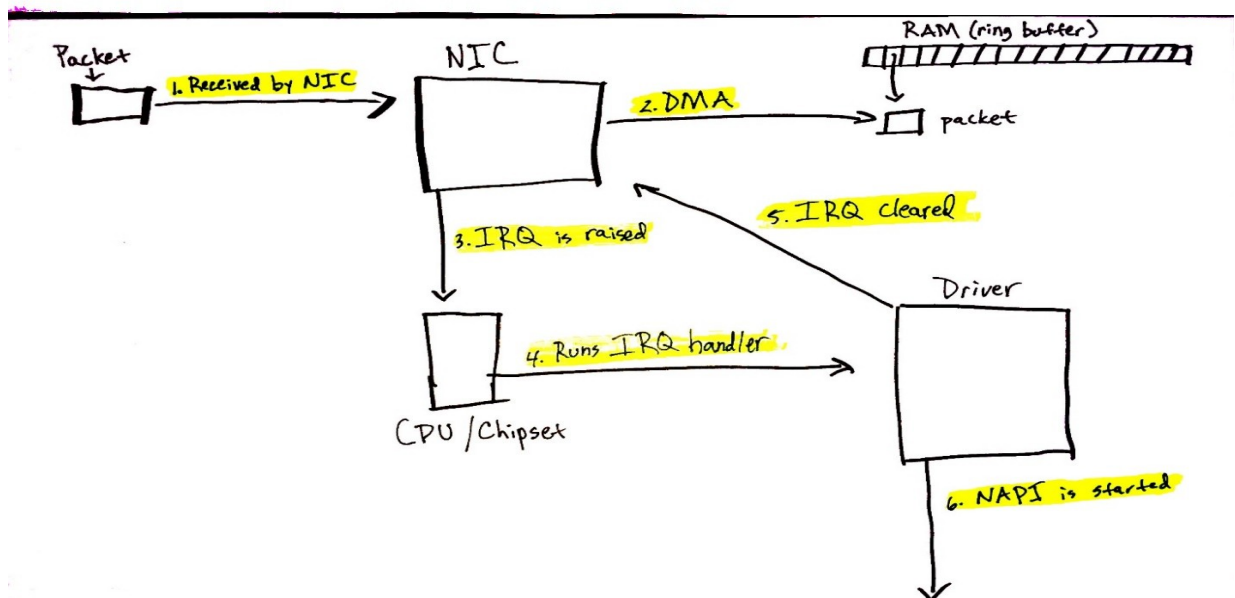 Packet
1. Received by NIC
NIC
2. DMA
RAM (ring buffer)
packet
3. IRQ is raised
5. IRQ cleared
Driver
4. Runs IRQ handler
CPU/Chipset
6. NAPI is started